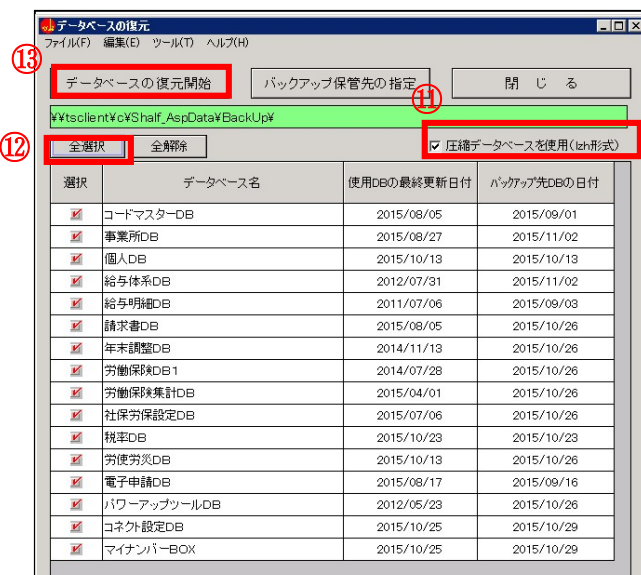 データベースの復元
ファイル(F) 編集(E) ツール(T) ヘルプ(H)
⑬
データベースの復元開始 バックアップ保管先の指定 閉じる
⑪
¥¥tsclient¥c¥Shalf_AspData¥BackUp¥
⑫
全選択 全解除 圧縮データベースを使用(lzh形式)
選択 データベース名 使用DBの最終更新日付 バックアップ先DBの日付
コードマスターDB 2015/08/05 2015/09/01
事業所DB 2015/08/27 2015/11/02
個人DB 2015/10/13 2015/10/13
給与体系DB 2012/07/31 2015/11/02
給与明細DB 2011/07/06 2015/09/03
請求書DB 2015/08/05 2015/10/26
年末調整DB 2014/11/13 2015/10/26
労働保険DB1 2014/07/28 2015/10/26
労働保険集計DB 2015/04/01 2015/10/26
社保労保設定DB 2015/07/06 2015/10/26
税率DB 2015/10/23 2015/10/23
労使労災DB 2015/10/13 2015/10/26
電子申請DB 2015/08/17 2015/09/16
パワーアップツールDB 2012/05/23 2015/10/26
コネクト設定DB 2015/10/25 2015/10/29
マイナンバーBOX 2015/10/25 2015/10/29